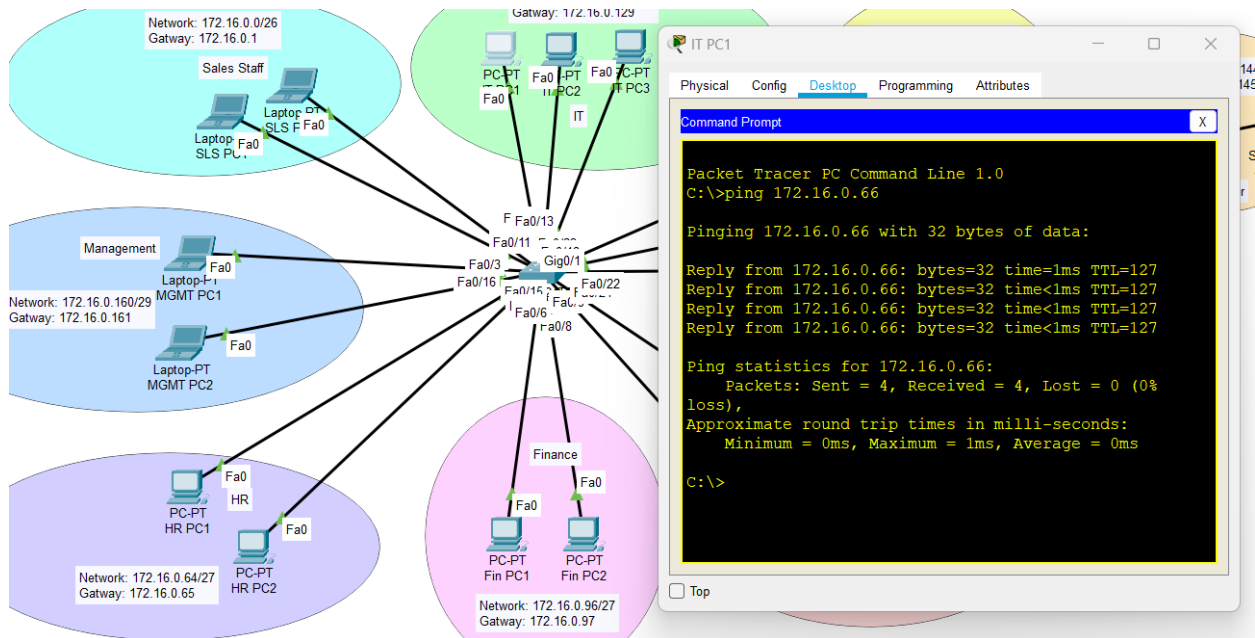 Network: 172.16.0.0/26
Gatway: 172.16.0.1
Sales Staff
Laptop-PT
SLS
Fa0
Laptop-
SLS PC1
Fa0
Gatway: 172.16.0.129
PC-PT
IT PC1
Fa0
Fa0
-PT
IT PC2
Fa0
PC-PT
IT PC3
IT
Management
Fa0
Laptop-PT
MGMT PC1
Network: 172.16.0.160/29
Gatway: 172.16.0.161
Fa0
Laptop-PT
MGMT PC2
Fa0/13
Fa0/11
Gig0/1
Fa0/3
Fa0/16
Fa0/22
Fa0/15
Fa0/6
Fa0/8
Fa0
HR
PC-PT
HR PC1
Fa0
PC-PT
HR PC2
Network: 172.16.0.64/27
Gatway: 172.16.0.65
Finance
Fa0
Fa0
PC-PT
Fin PC1
PC-PT
Fin PC2
Network: 172.16.0.96/27
Gatway: 172.16.0.97
IT PC1
Physical Config Desktop Programming Attributes
Command Prompt
X
Packet Tracer PC Command Line 1.0
C:\>ping 172.16.0.66
Pinging 172.16.0.66 with 32 bytes of data:
Reply from 172.16.0.66: bytes=32 time=1ms TTL=127
Reply from 172.16.0.66: bytes=32 time<1ms TTL=127
Reply from 172.16.0.66: bytes=32 time<1ms TTL=127
Reply from 172.16.0.66: bytes=32 time<1ms TTL=127
Ping statistics for 172.16.0.66:
Packets: Sent = 4, Received = 4, Lost = 0 (0%
loss),
Approximate round trip times in milli-seconds:
Minimum = 0ms, Maximum = 1ms, Average = 0ms
C:\>
Top